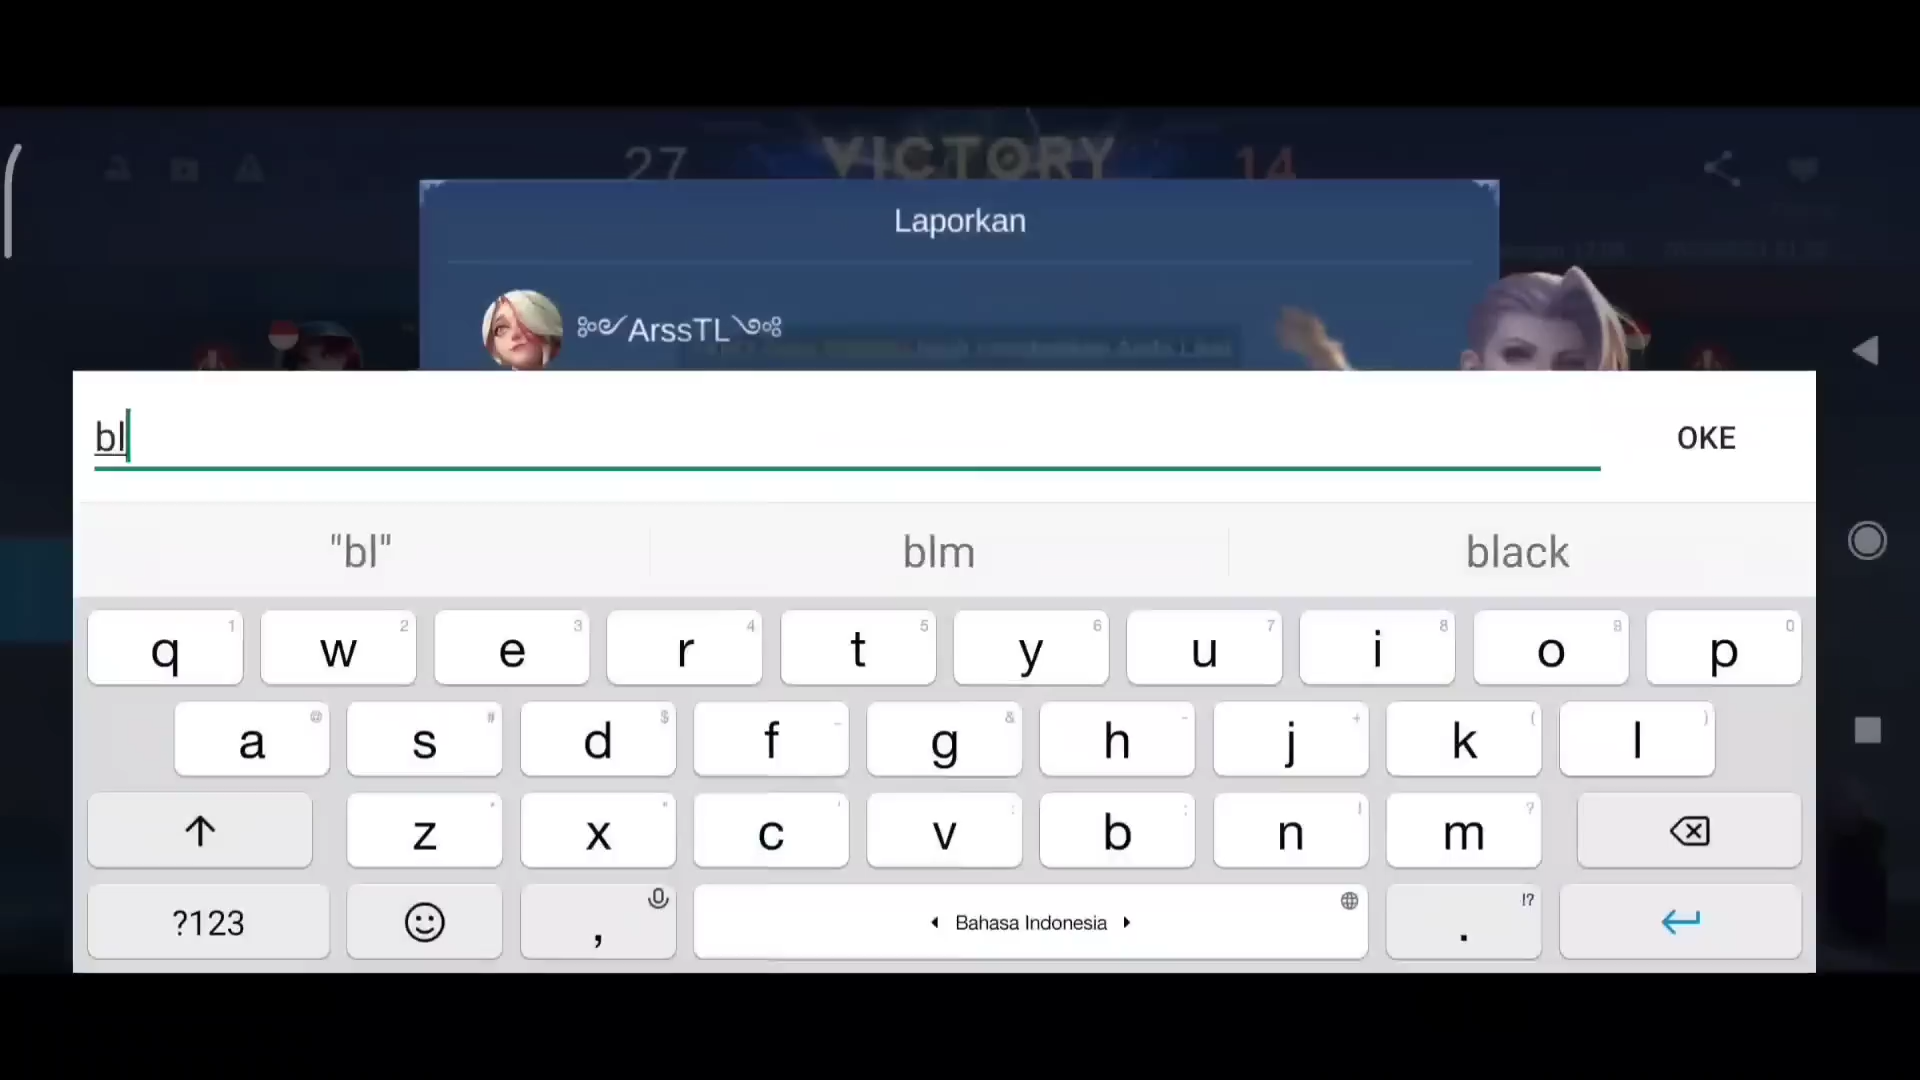 27 VICTORY 14
Laporkan
ArssTL
bl
OKE
"bl" blm black
q 1 w 2 e 3 r 4 t 5 y 6 u 7 i 8 o 9 p 0
a @ s # d $ f _ g & h - j + k ( l )
z x c v b n m ?
?123 , Bahasa Indonesia . !?